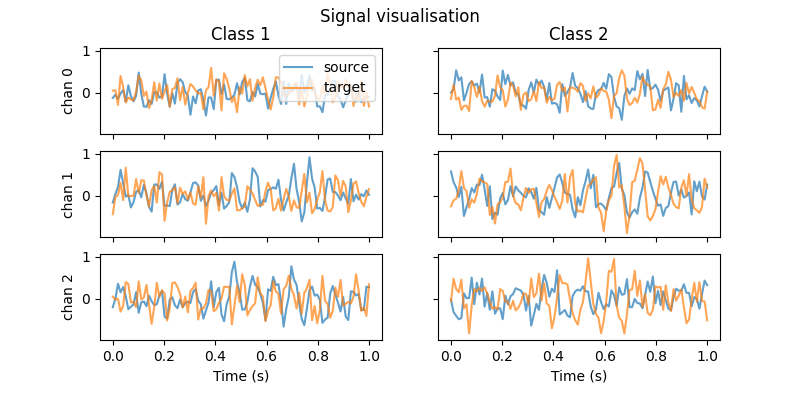 Signal visualisation
Class 1
Class 2
source
target
chan 0
1
0
chan 1
1
0
chan 2
1
0
0.0 0.2 0.4 0.6 0.8 1.0
0.0 0.2 0.4 0.6 0.8 1.0
Time (s)
Time (s)